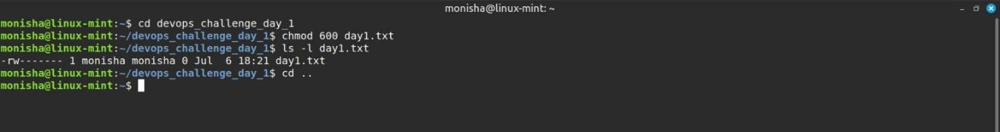 monisha@linux-mint: ~
monisha@linux-mint:~$ cd devops_challenge_day_1
monisha@linux-mint:~/devops_challenge_day_1$ chmod 600 day1.txt
monisha@linux-mint:~/devops_challenge_day_1$ ls -l day1.txt
-rw------- 1 monisha monisha 0 Jul  6 18:21 day1.txt
monisha@linux-mint:~/devops_challenge_day_1$ cd ..
monisha@linux-mint:~$